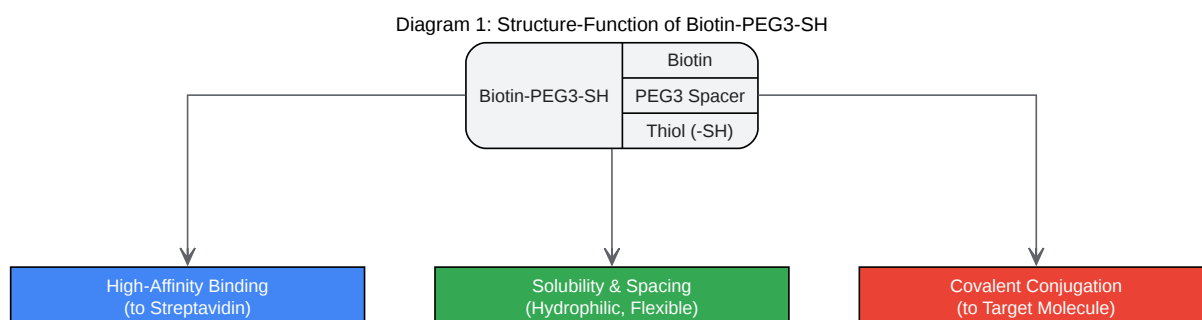 Diagram 1: Structure-Function of Biotin-PEG3-SH
Biotin-PEG3-SH
Biotin
PEG3 Spacer
Thiol (-SH)
High-Affinity Binding
(to Streptavidin)
Solubility & Spacing
(Hydrophilic, Flexible)
Covalent Conjugation
(to Target Molecule)